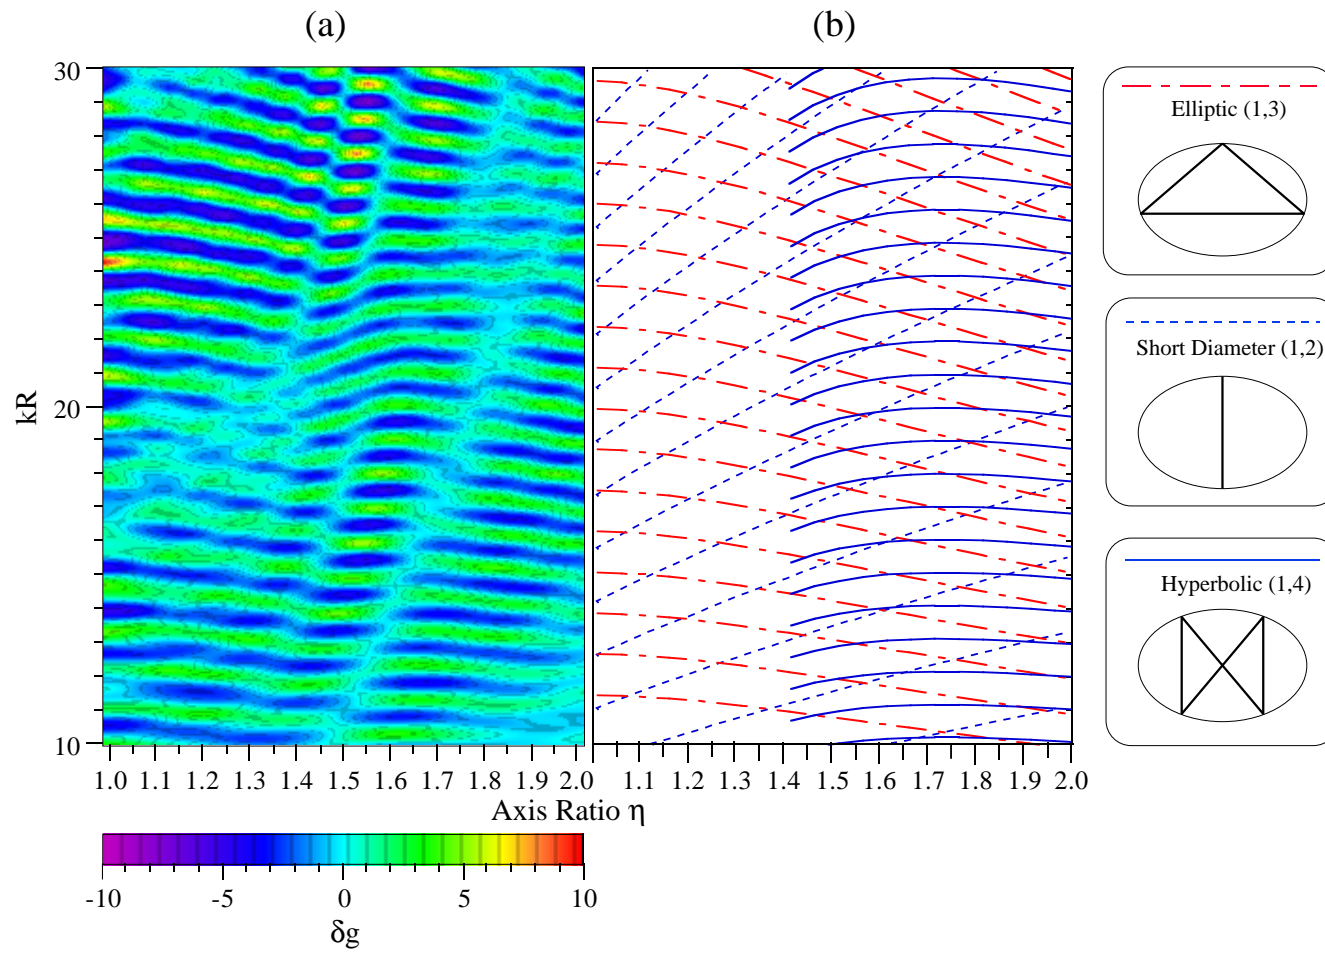 (a)
(b)
30
20
10
kR
1.0 1.1 1.2 1.3 1.4 1.5 1.6 1.7 1.8 1.9 2.0
1.0 1.1 1.2 1.3 1.4 1.5 1.6 1.7 1.8 1.9 2.0
Axis Ratio η
-10 -5 0 5 10
δg
Elliptic (1,3)
Short Diameter (1,2)
Hyperbolic (1,4)